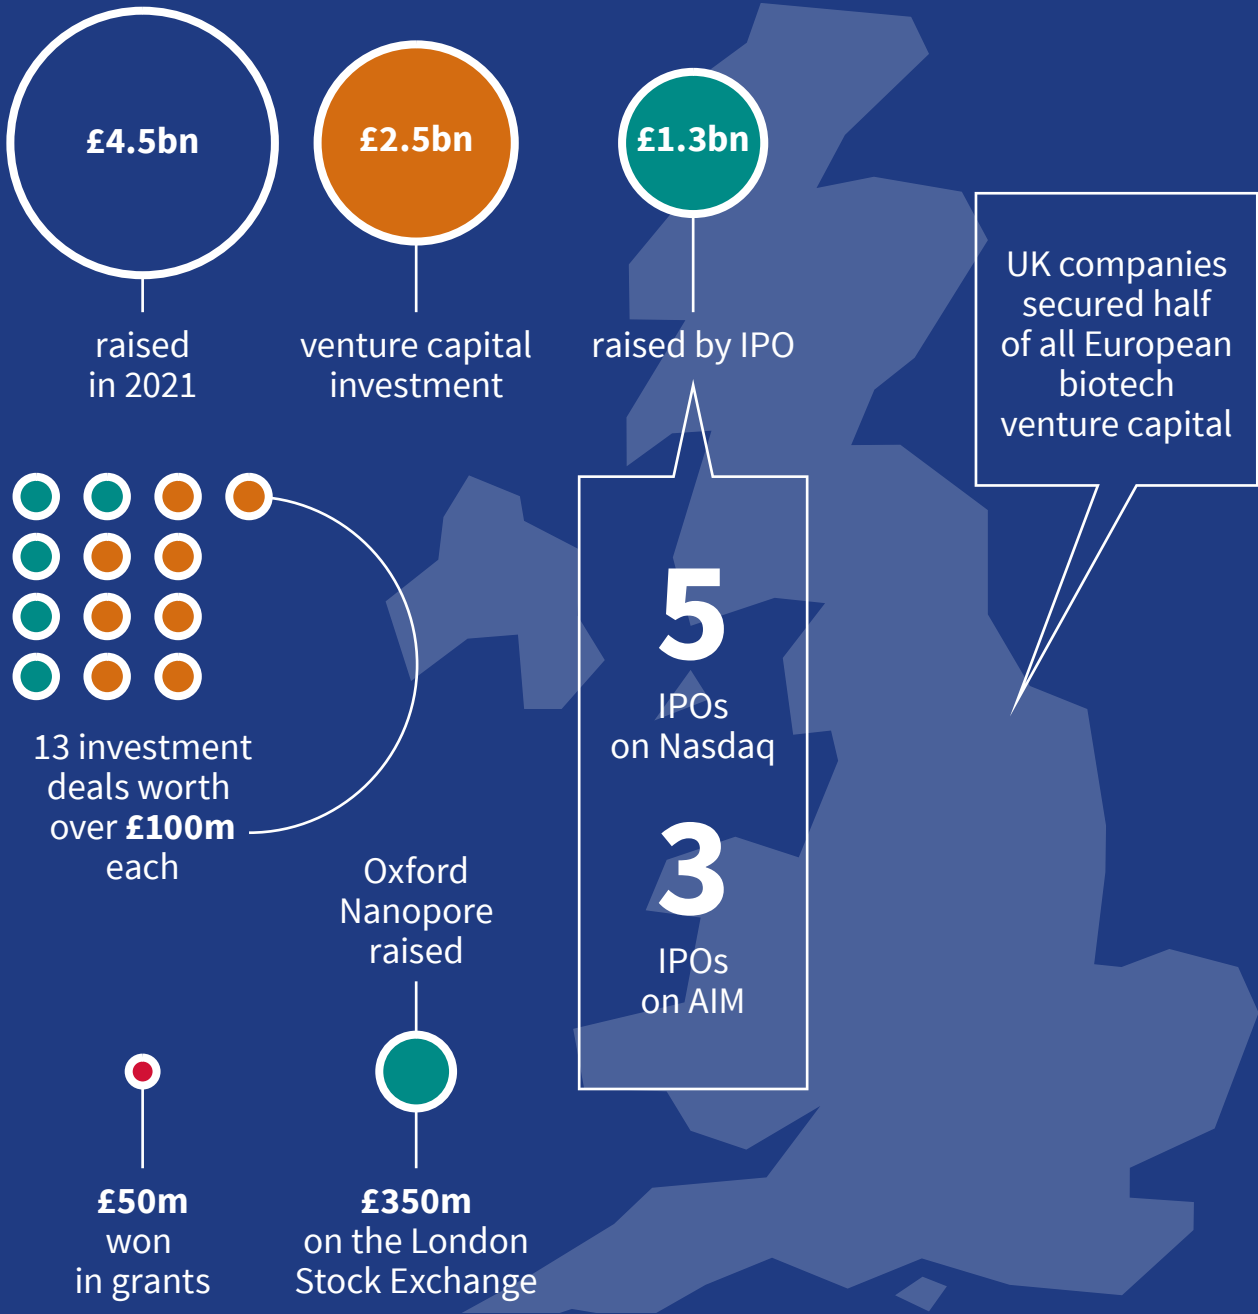 £4.5bn
raised
in 2021
£2.5bn
venture capital
investment
£1.3bn
raised by IPO
UK companies
secured half
of all European
biotech
venture capital
13 investment
deals worth
over £100m
each
5
IPOs
on Nasdaq
3
IPOs
on AIM
£50m
won
in grants
Oxford
Nanopore
raised
£350m
on the London
Stock Exchange